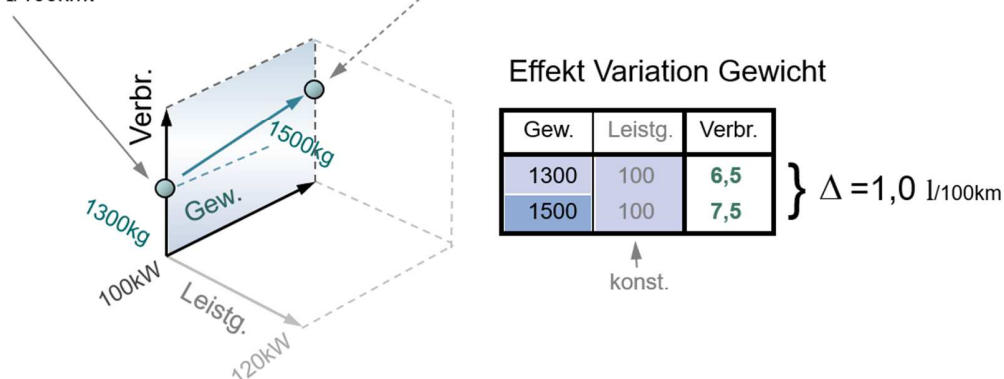 Verbr.
1500kg
Gew.
1300kg
100kW
Leistg.
120kW
Effekt Variation Gewicht
Gew. Leistg. Verbr.
1300 100 6,5
1500 100 7,5
} Δ =1,0 l/100km
konst.